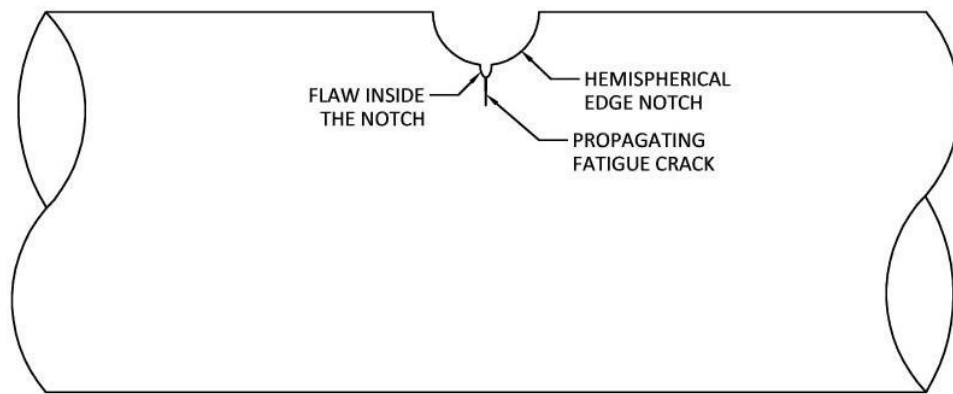 FLAW INSIDE
THE NOTCH
HEMISPHERICAL
EDGE NOTCH
PROPAGATING
FATIGUE CRACK